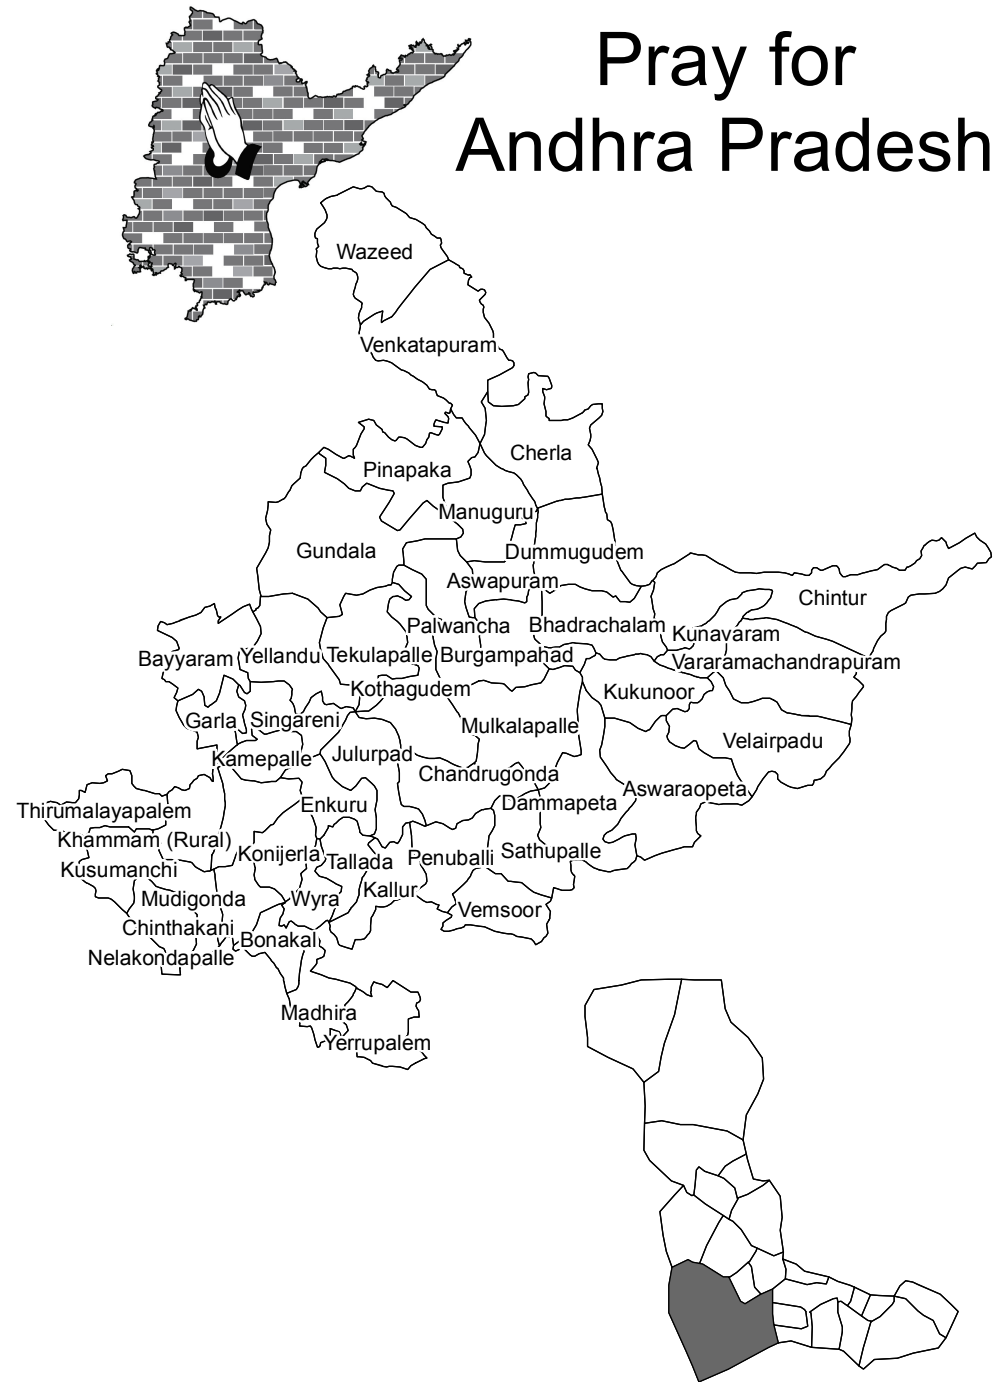 Pray for
Andhra Pradesh
Wazeed
Venkatapuram
Cherla
Pinapaka
Manuguru
Gundala
Dummugudem
Aswapuram
Chintur
Palwancha
Bhadrachalam
Kunavaram
Bayyaram
Yellandu
Tekulapalle
Burgampahad
Vararamachandrapuram
Kothagudem
Kukunoor
Garla
Singareni
Mulkalapalle
Velairpadu
Kamepalle
Julurpad
Chandrugonda
Aswaraopeta
Dammapeta
Enkuru
Thirumalayapalem
Khammam (Rural)
Konijerla
Tallada
Penuballi
Sathupalle
Kusumanchi
Kallur
Mudigonda
Wyra
Vemsoor
Chinthakani
Bonakal
Nelakondapalle
Madhira
Yerrupalem